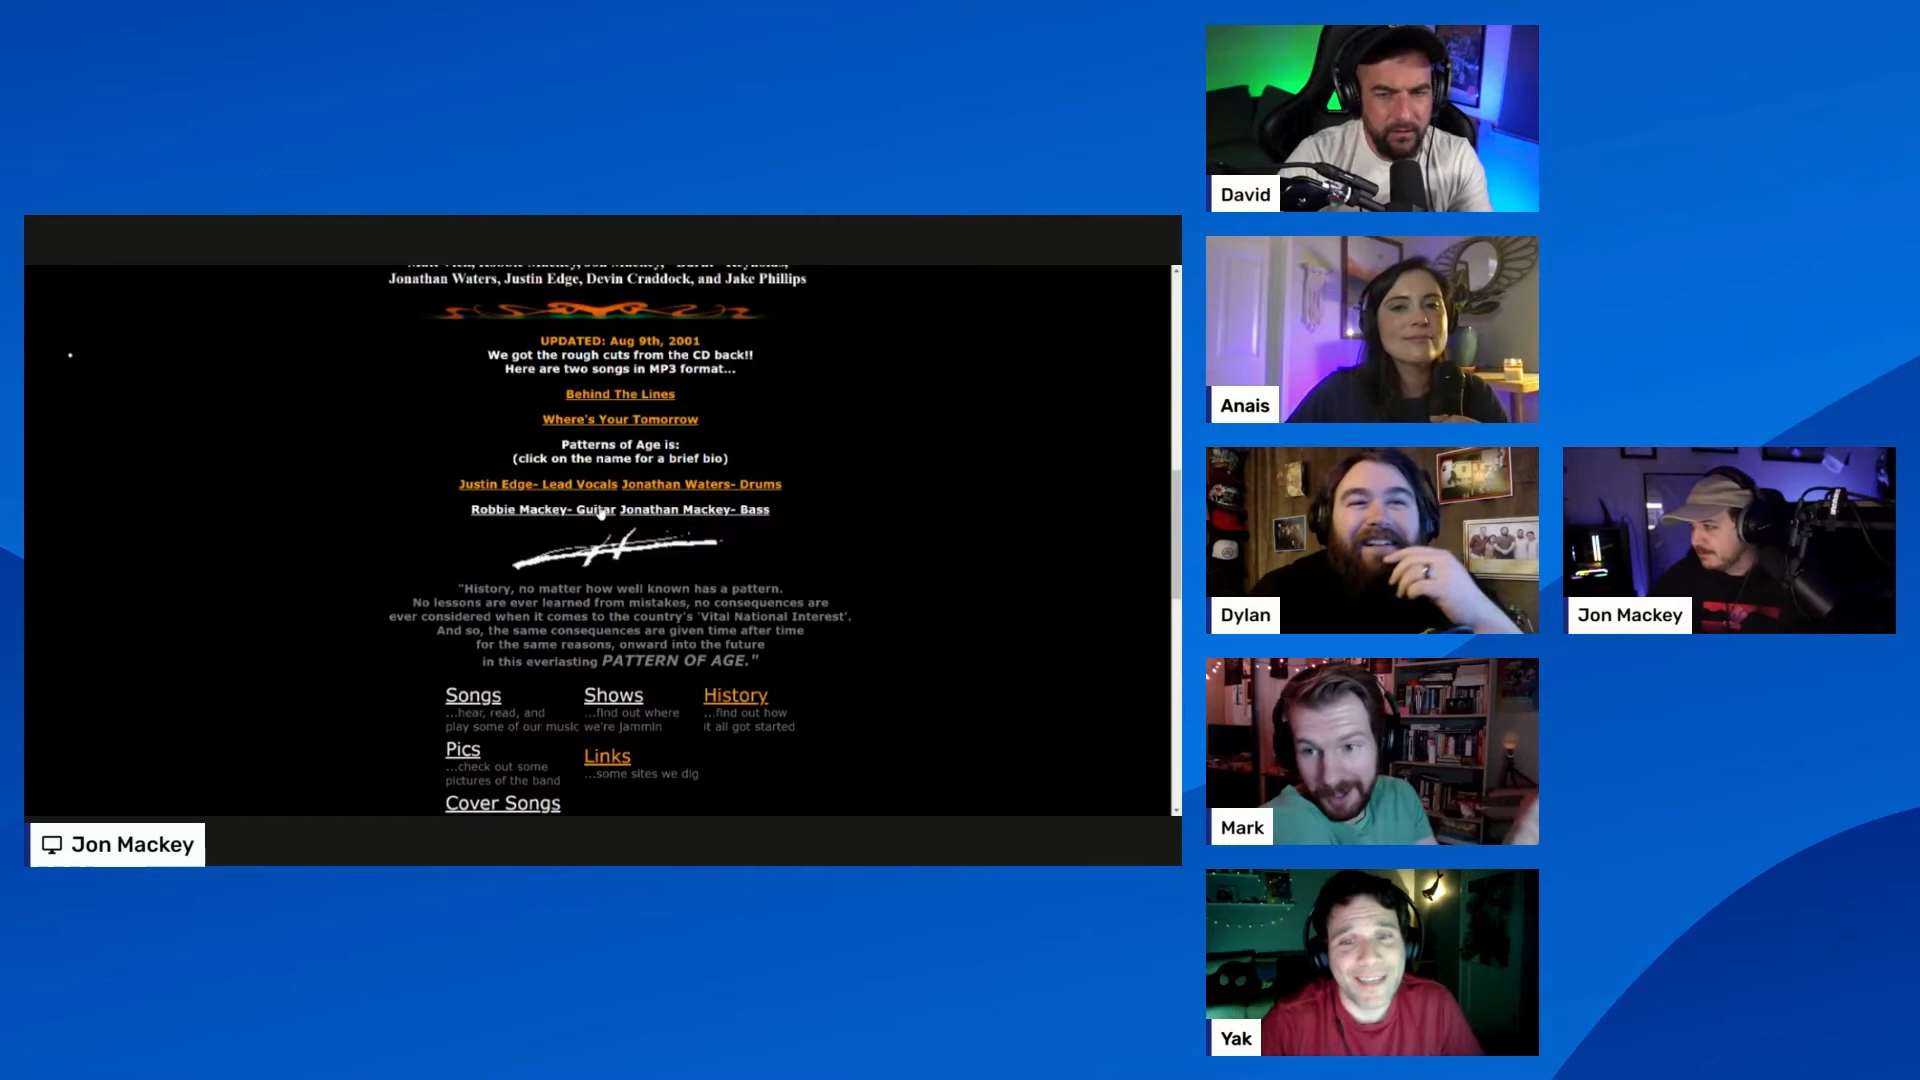 Jonathan Waters, Justin Edge, Devin Craddock, and Jake Phillips
UPDATED: Aug 9th, 2001
We got the rough cuts from the CD back!!
Here are two songs in MP3 format...
Behind The Lines
Where's Your Tomorrow
Patterns of Age is:
(click on the name for a brief bio)
Justin Edge- Lead Vocals Jonathan Waters- Drums
Robbie Mackey- Guitar Jonathan Mackey- Bass
"History, no matter how well known has a pattern.
No lessons are ever learned from mistakes, no consequences are
ever considered when it comes to the country's 'Vital National Interest'.
And so, the same consequences are given time after time
for the same reasons, onward into the future
in this everlasting PATTERN OF AGE."
Songs
...hear, read, and
play some of our music
Shows
...find out where
we're jammin
History
...find out how
it all got started
Pics
...check out some
pictures of the band
Links
...some sites we dig
Cover Songs
Jon Mackey
David
Anais
Dylan
Jon Mackey
Mark
Yak